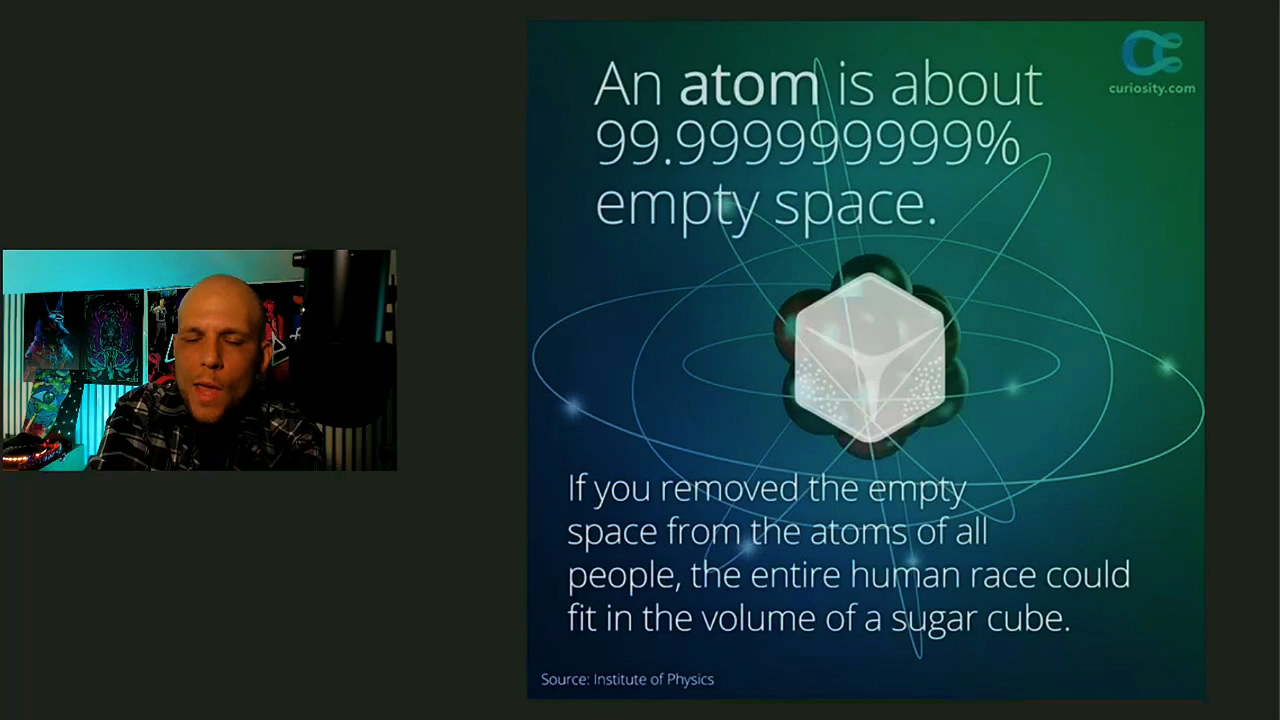 An atom is about
99.999999999%
empty space.
curiosity.com
If you removed the empty
space from the atoms of all
people, the entire human race could
fit in the volume of a sugar cube.
Source: Institute of Physics